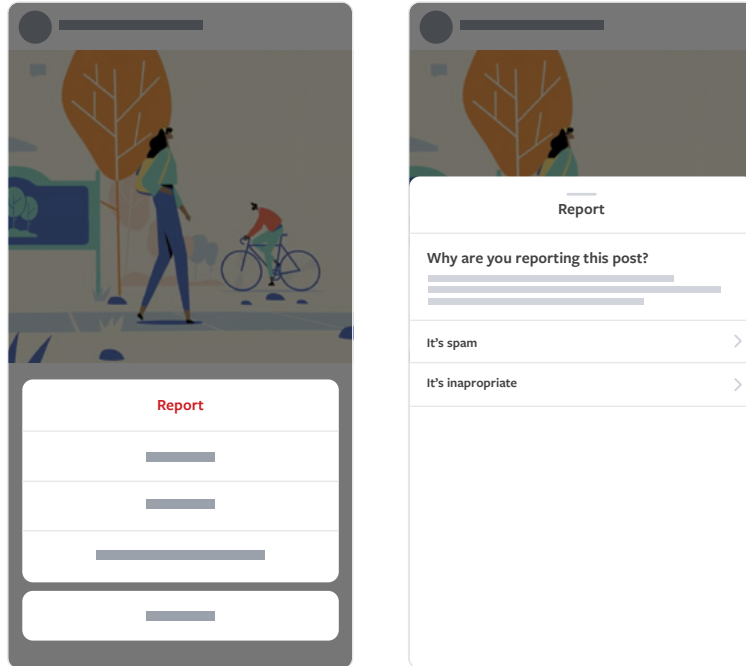 Report
Report
Why are you reporting this post?
It's spam
It's inapropriate